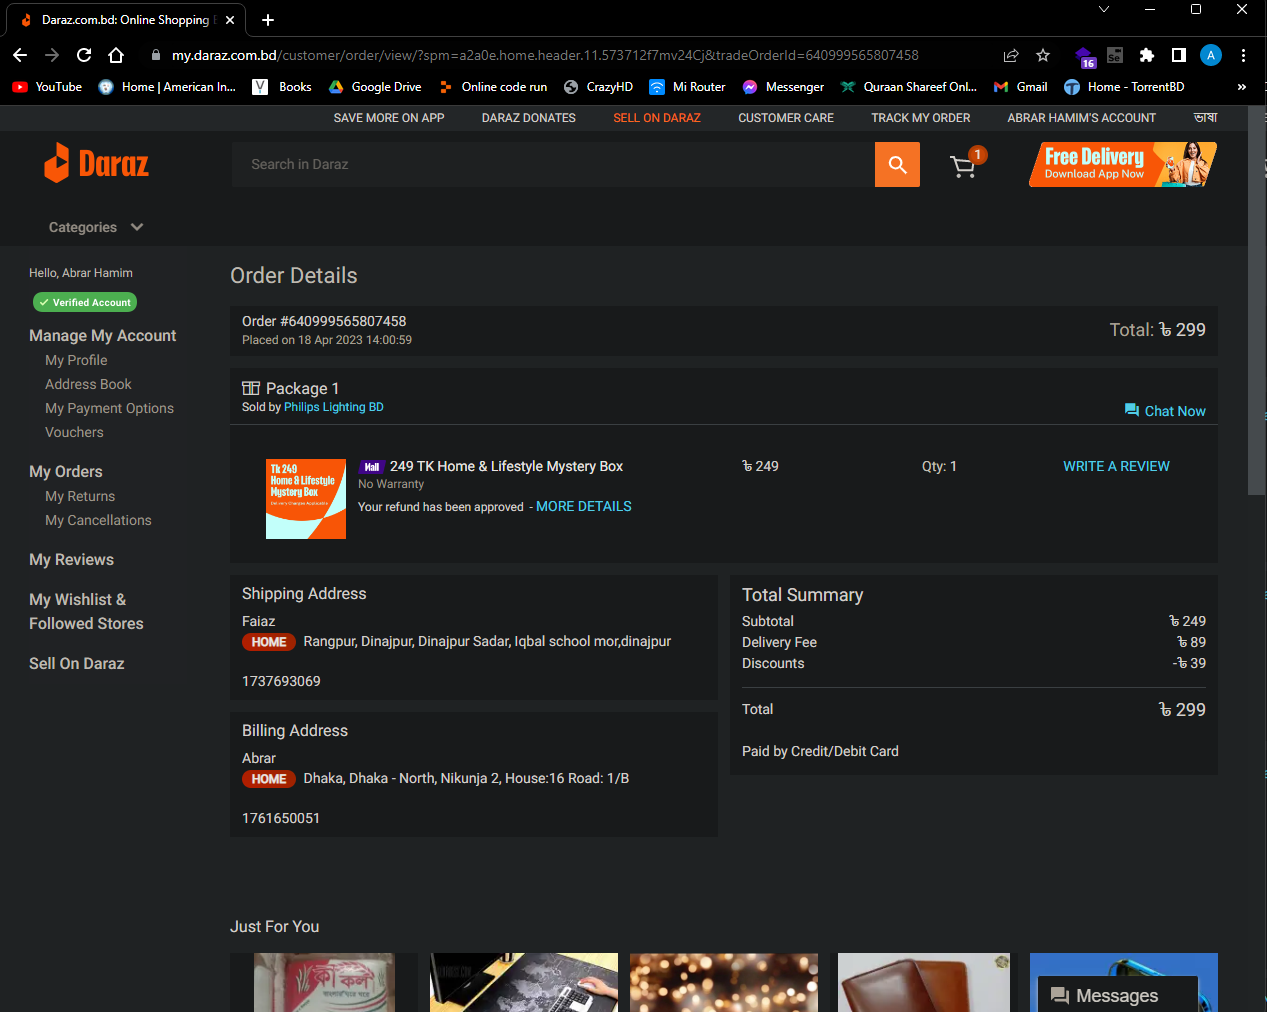 Daraz.com.bd: Online Shopping
my.daraz.com.bd/customer/order/view/?spm=a2a0e.home.header.11.573712f7mv24Cj&tradeOrderId=640999565807458
16
Se
A
YouTube
Home | American In...
Books
Google Drive
Online code run
CrazyHD
Mi Router
Messenger
Quraan Shareef Onl...
Gmail
Home - TorrentBD
SAVE MORE ON APP
DARAZ DONATES
SELL ON DARAZ
CUSTOMER CARE
TRACK MY ORDER
ABRAR HAMIM'S ACCOUNT
ভাষা
Daraz
Search in Daraz
1
Free Delivery
Download App Now
Categories
Hello, Abrar Hamim
Verified Account
Manage My Account
My Profile
Address Book
My Payment Options
Vouchers
My Orders
My Returns
My Cancellations
My Reviews
My Wishlist &
Followed Stores
Sell On Daraz
Order Details
Order #640999565807458
Placed on 18 Apr 2023 14:00:59
Total: ৳ 299
Package 1
Sold by Philips Lighting BD
Chat Now
Tk 249
Home & Lifestyle
Mystery Box
Delivery Charges Applicable
Mall 249 TK Home & Lifestyle Mystery Box
No Warranty
Your refund has been approved - MORE DETAILS
৳ 249
Qty: 1
WRITE A REVIEW
Shipping Address
Faiaz
HOME Rangpur, Dinajpur, Dinajpur Sadar, Iqbal school mor,dinajpur
1737693069
Billing Address
Abrar
HOME Dhaka, Dhaka - North, Nikunja 2, House:16 Road: 1/B
1761650051
Total Summary
Subtotal ৳ 249
Delivery Fee ৳ 89
Discounts -৳ 39
Total ৳ 299
Paid by Credit/Debit Card
Just For You
Messages